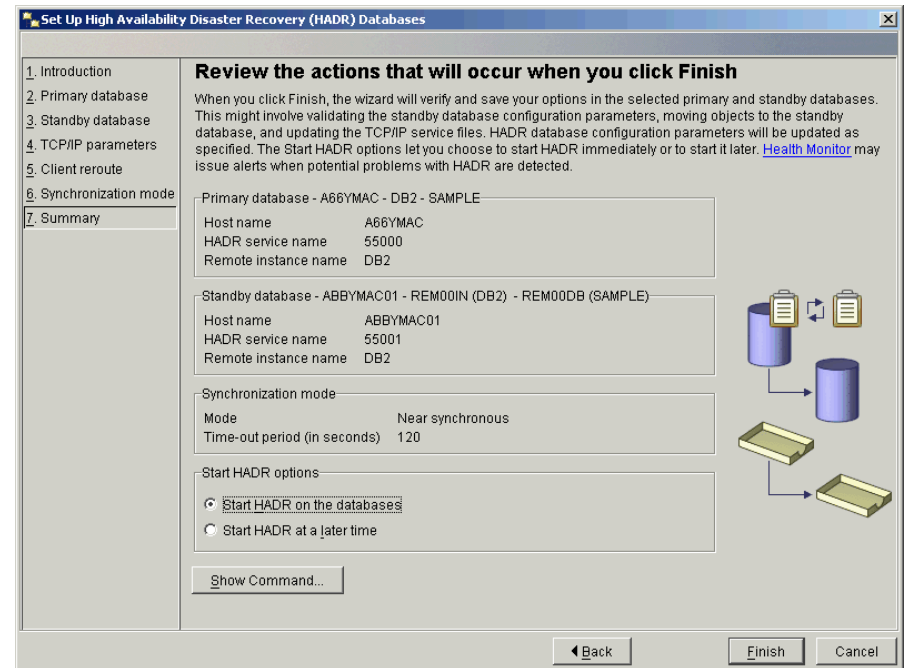 Set Up High Availability Disaster Recovery (HADR) Databases
1. Introduction
2. Primary database
3. Standby database
4. TCP/IP parameters
5. Client reroute
6. Synchronization mode
7. Summary
Review the actions that will occur when you click Finish
When you click Finish, the wizard will verify and save your options in the selected primary and standby databases.
This might involve validating the standby database configuration parameters, moving objects to the standby
database, and updating the TCP/IP service files. HADR database configuration parameters will be updated as
specified. The Start HADR options let you choose to start HADR immediately or to start it later. Health Monitor may
issue alerts when potential problems with HADR are detected.
Primary database - A66YMAC - DB2 - SAMPLE
Host name A66YMAC
HADR service name 55000
Remote instance name DB2
Standby database - ABBYMAC01 - REM00IN (DB2) - REM00DB (SAMPLE)
Host name ABBYMAC01
HADR service name 55001
Remote instance name DB2
Synchronization mode
Mode Near synchronous
Time-out period (in seconds) 120
Start HADR options
Start HADR on the databases
Start HADR at a later time
Show Command...
Back
Finish
Cancel